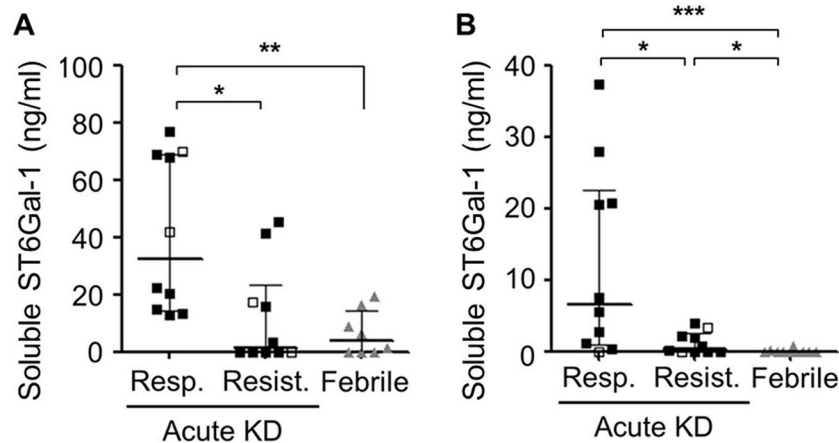 A
Soluble ST6Gal-1 (ng/ml)
100
80
60
40
20
0
**
*
Resp. Resist. Febrile
Acute KD
B
Soluble ST6Gal-1 (ng/ml)
40
30
20
10
0
***
* *
Resp. Resist. Febrile
Acute KD